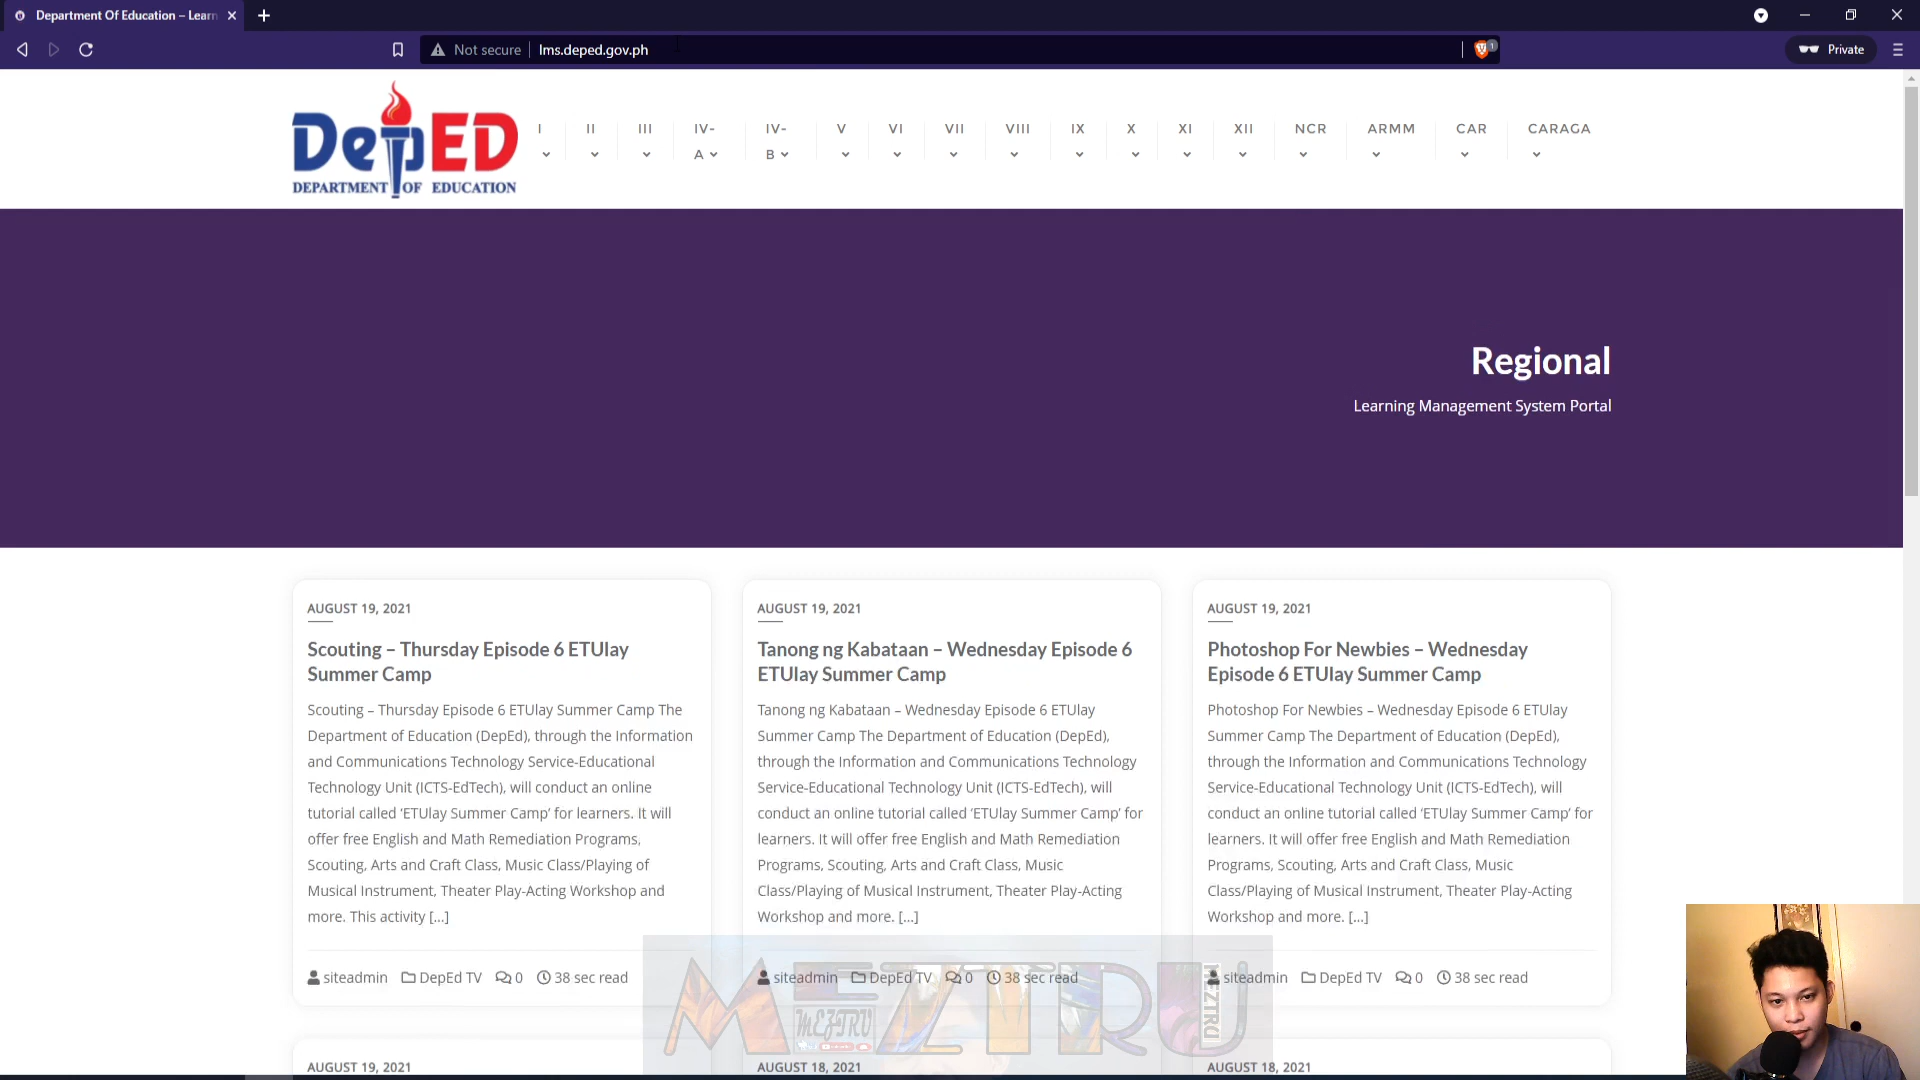 Department Of Education – Learn
Not secure
lms.deped.gov.ph
1
Private
DepED
DEPARTMENT OF EDUCATION
I
II
III
IV-
A
IV-
B
V
VI
VII
VIII
IX
X
XI
XII
NCR
ARMM
CAR
CARAGA
Regional
Learning Management System Portal
AUGUST 19, 2021
Scouting – Thursday Episode 6 ETUlay
Summer Camp
Scouting – Thursday Episode 6 ETUlay Summer Camp The
Department of Education (DepEd), through the Information
and Communications Technology Service-Educational
Technology Unit (ICTS-EdTech), will conduct an online
tutorial called ‘ETUlay Summer Camp’ for learners. It will
offer free English and Math Remediation Programs,
Scouting, Arts and Craft Class, Music Class/Playing of
Musical Instrument, Theater Play-Acting Workshop and
more. This activity [...]
siteadmin DepEd TV 0 38 sec read
AUGUST 19, 2021
Tanong ng Kabataan – Wednesday Episode 6
ETUlay Summer Camp
Tanong ng Kabataan – Wednesday Episode 6 ETUlay
Summer Camp The Department of Education (DepEd),
through the Information and Communications Technology
Service-Educational Technology Unit (ICTS-EdTech), will
conduct an online tutorial called ‘ETUlay Summer Camp’ for
learners. It will offer free English and Math Remediation
Programs, Scouting, Arts and Craft Class, Music
Class/Playing of Musical Instrument, Theater Play-Acting
Workshop and more. [...]
siteadmin DepEd TV 0 38 sec read
AUGUST 19, 2021
Photoshop For Newbies – Wednesday
Episode 6 ETUlay Summer Camp
Photoshop For Newbies – Wednesday Episode 6 ETUlay
Summer Camp The Department of Education (DepEd),
through the Information and Communications Technology
Service-Educational Technology Unit (ICTS-EdTech), will
conduct an online tutorial called ‘ETUlay Summer Camp’ for
learners. It will offer free English and Math Remediation
Programs, Scouting, Arts and Craft Class, Music
Class/Playing of Musical Instrument, Theater Play-Acting
Workshop and more. [...]
siteadmin DepEd TV 0 38 sec read
MEZTRU
MEZTRU
MEZTRU
AUGUST 19, 2021
AUGUST 18, 2021
AUGUST 18, 2021